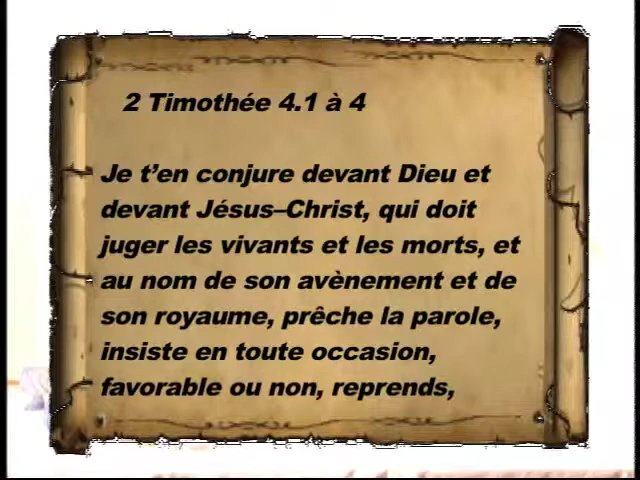 2 Timothée 4.1 à 4
Je t’en conjure devant Dieu et
devant Jésus–Christ, qui doit
juger les vivants et les morts, et
au nom de son avènement et de
son royaume, prêche la parole,
insiste en toute occasion,
favorable ou non, reprends,